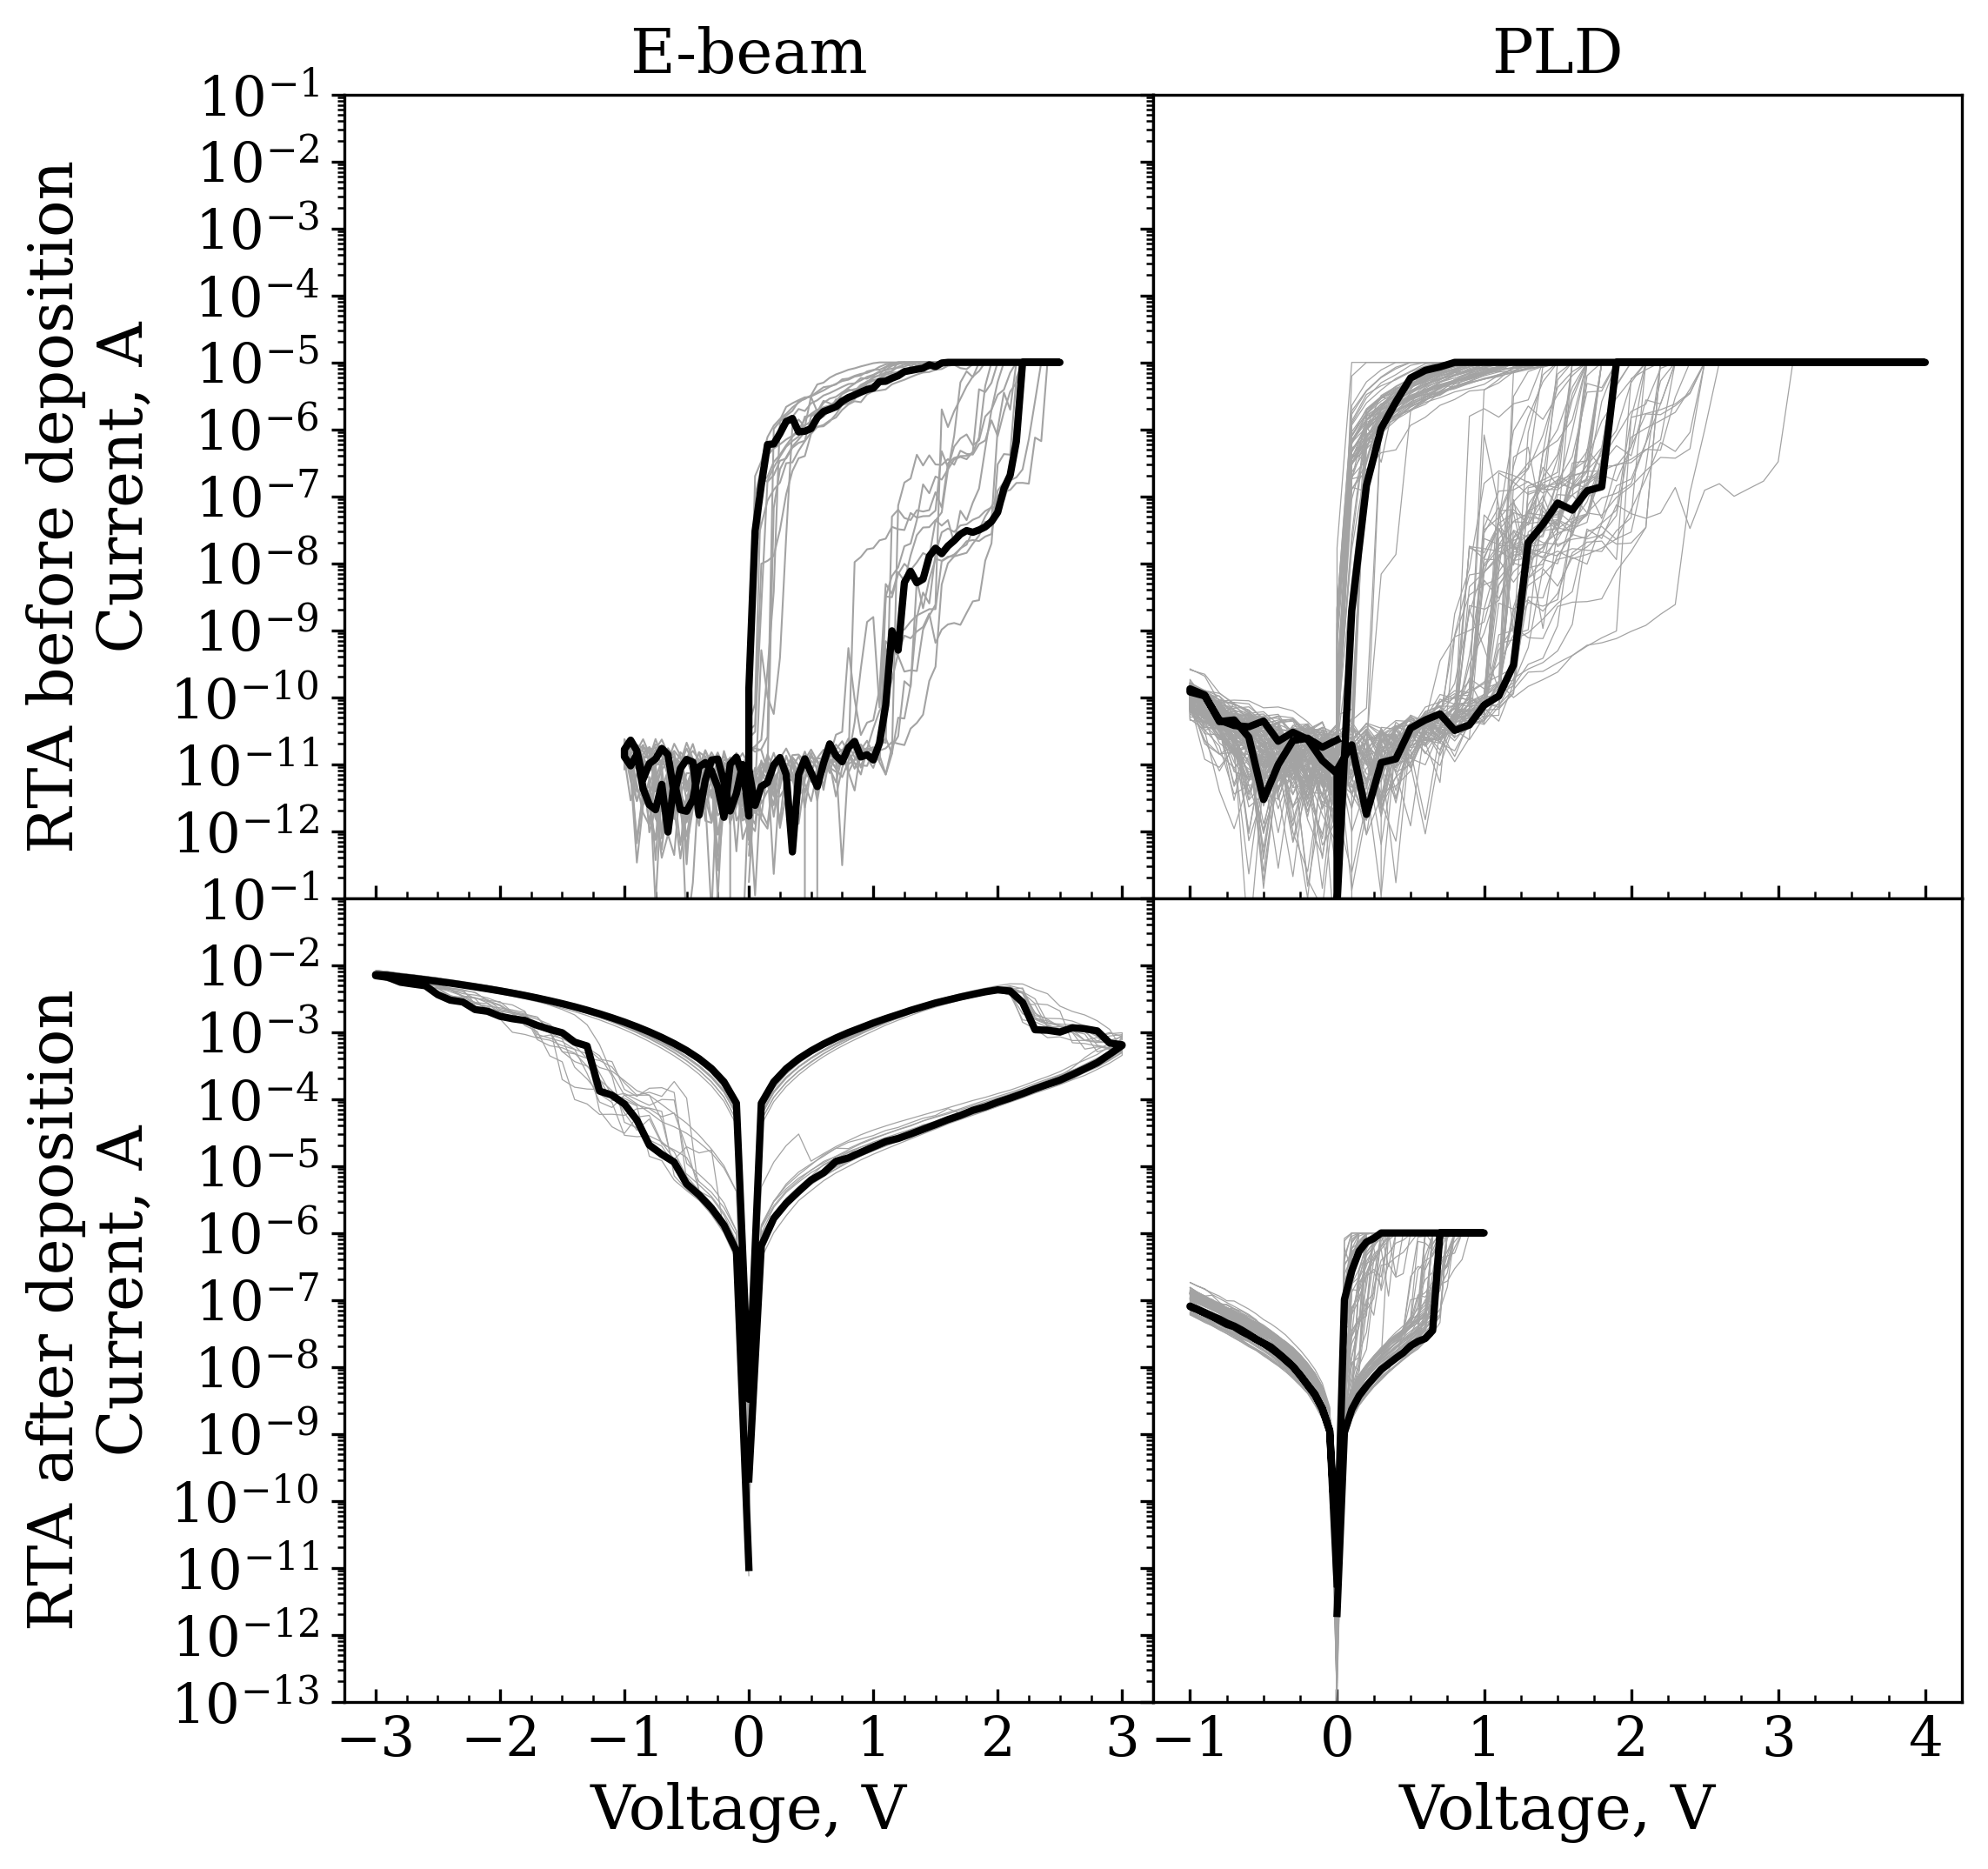 E-beam
PLD
RTA before deposition
Current, A
10⁻¹
10⁻²
10⁻³
10⁻⁴
10⁻⁵
10⁻⁶
10⁻⁷
10⁻⁸
10⁻⁹
10⁻¹⁰
10⁻¹¹
10⁻¹²
RTA after deposition
Current, A
10⁻¹
10⁻²
10⁻³
10⁻⁴
10⁻⁵
10⁻⁶
10⁻⁷
10⁻⁸
10⁻⁹
10⁻¹⁰
10⁻¹¹
10⁻¹²
10⁻¹³
−3 −2 −1 0 1 2 3
−1 0 1 2 3 4
Voltage, V
Voltage, V